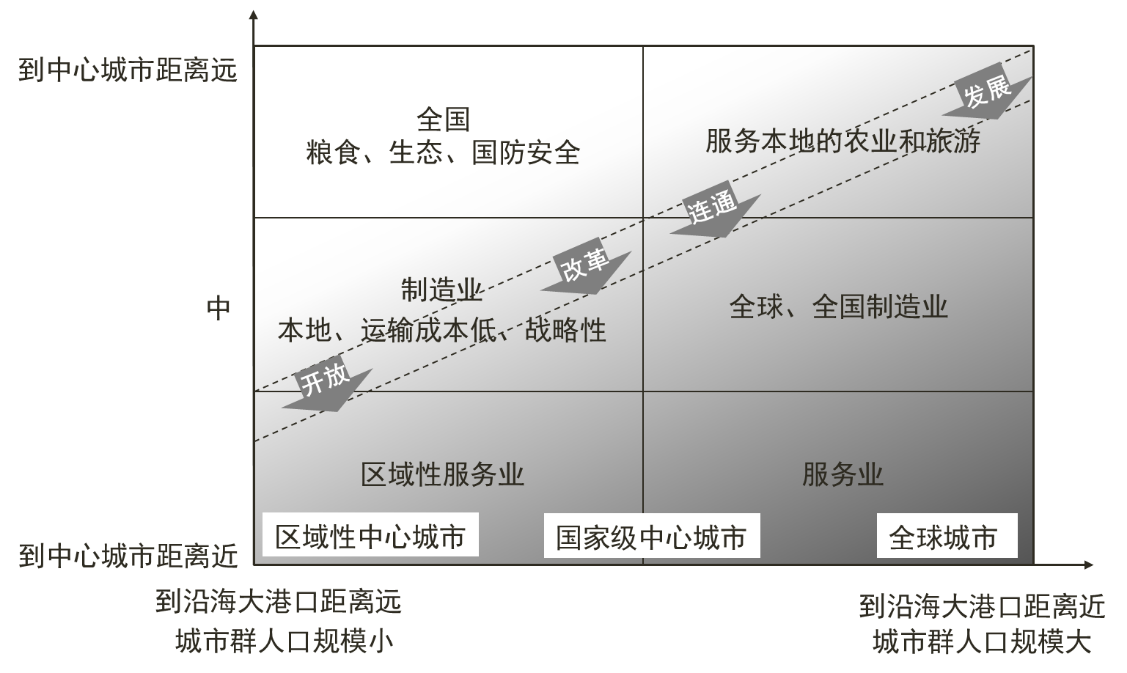 到中心城市距离远
全国
粮食、生态、国防安全
发展
服务本地的农业和旅游
连通
改革
中
制造业
本地、运输成本低、战略性
全球、全国制造业
开放
区域性服务业
服务业
区域性中心城市
国家级中心城市
全球城市
到中心城市距离近
到沿海大港口距离远
城市群人口规模小
到沿海大港口距离近
城市群人口规模大